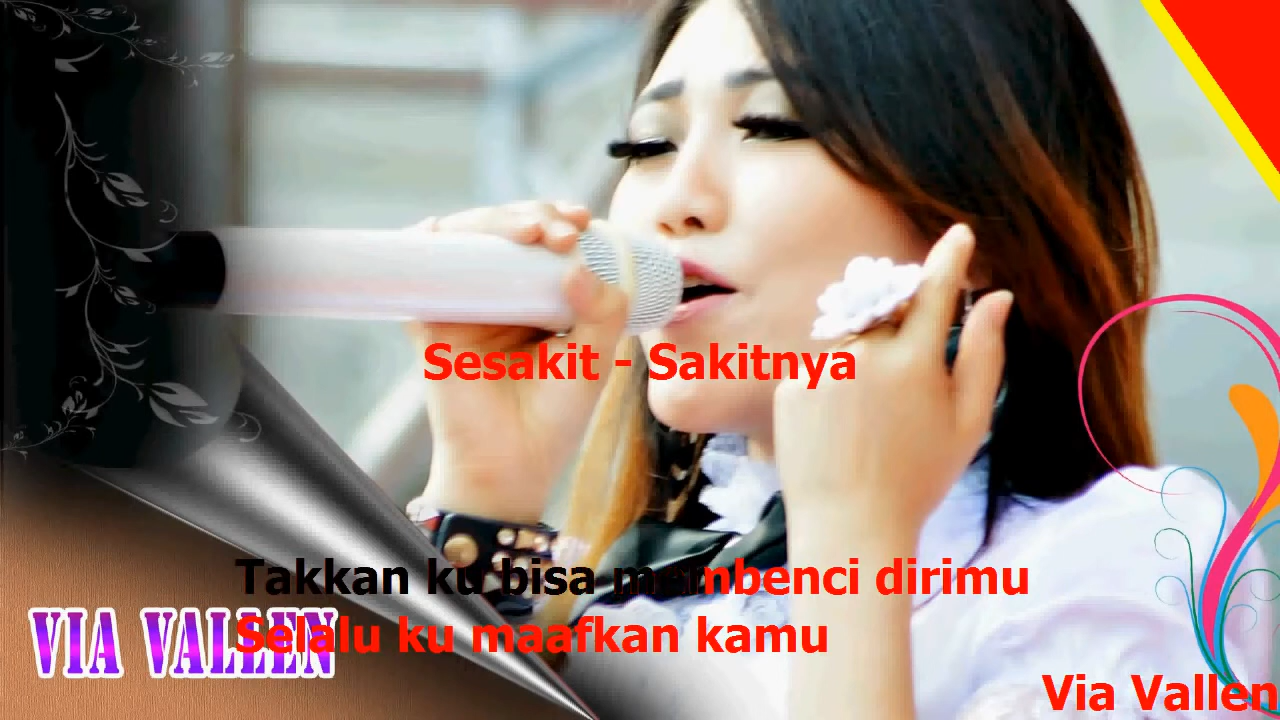 Sesakit - Sakitnya
Takkan ku bisa membenci dirimu
Selalu ku maafkan kamu
VIA VALLEN
Via Vallen